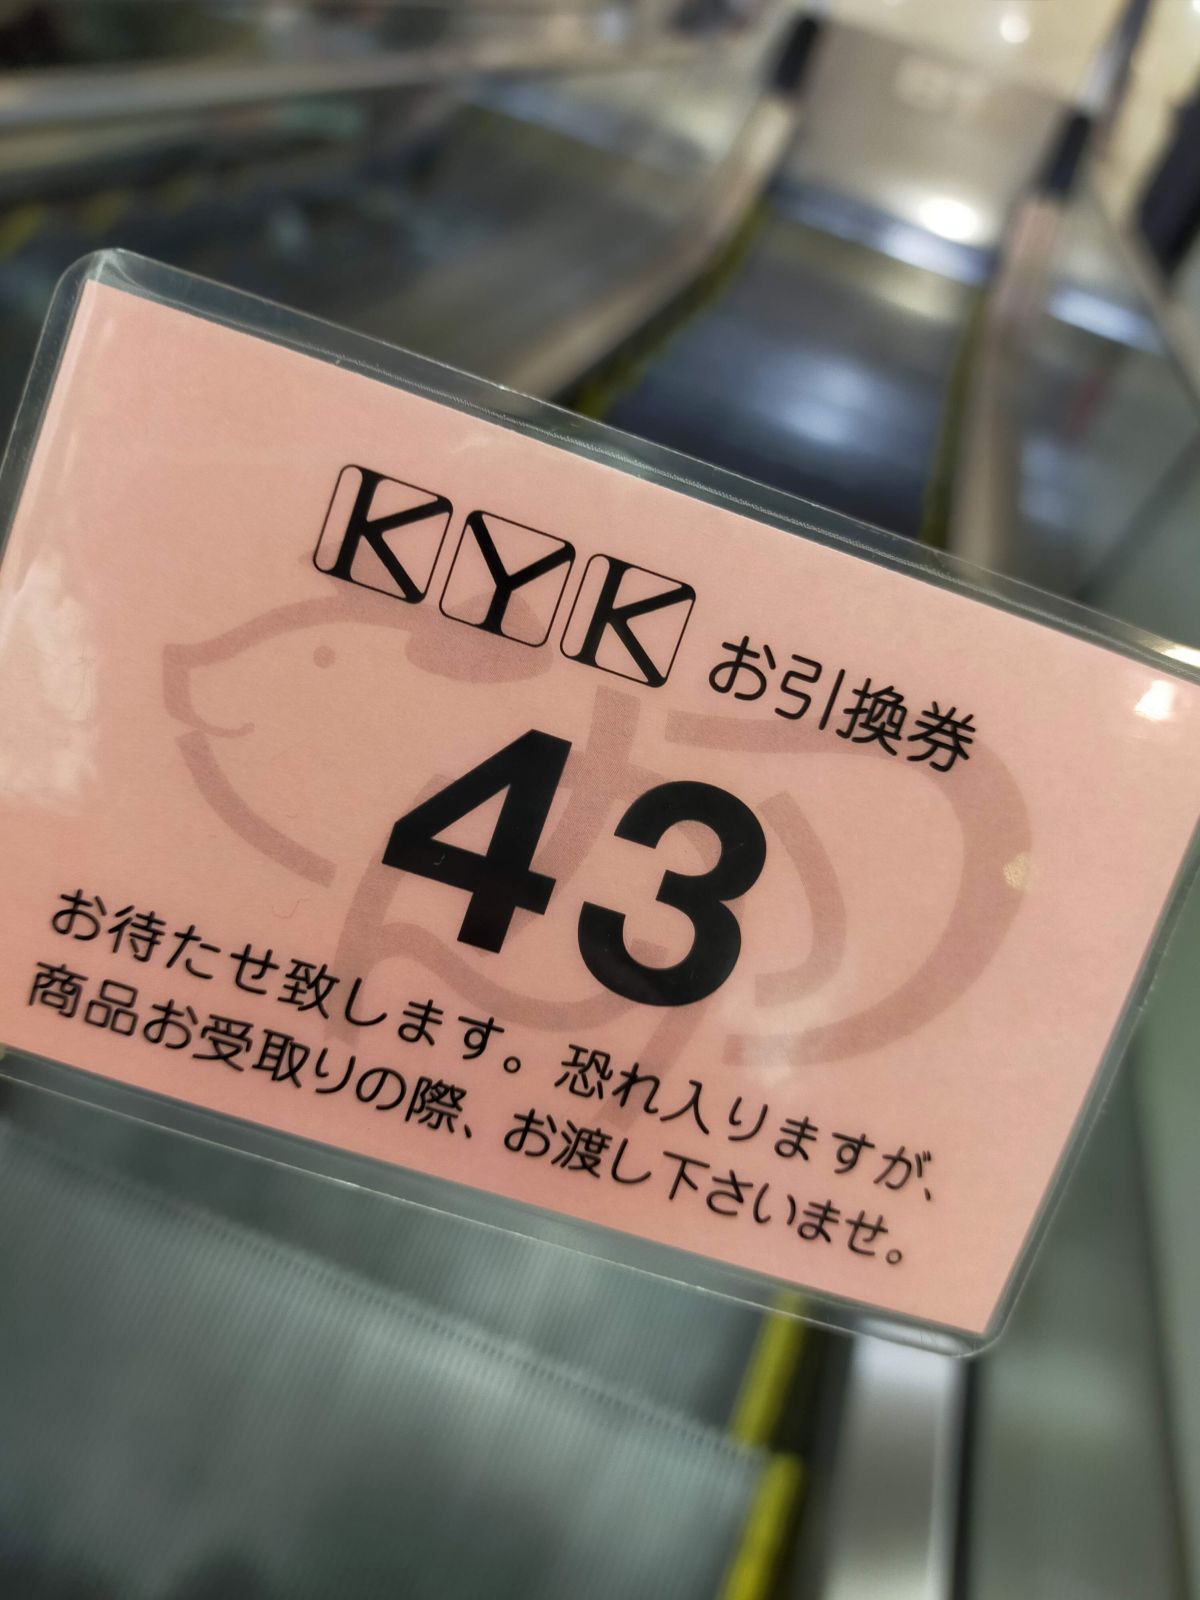 KYK お引換券
43
お待たせ致します。恐れ入りますが、
商品お受取りの際、お渡し下さいませ。